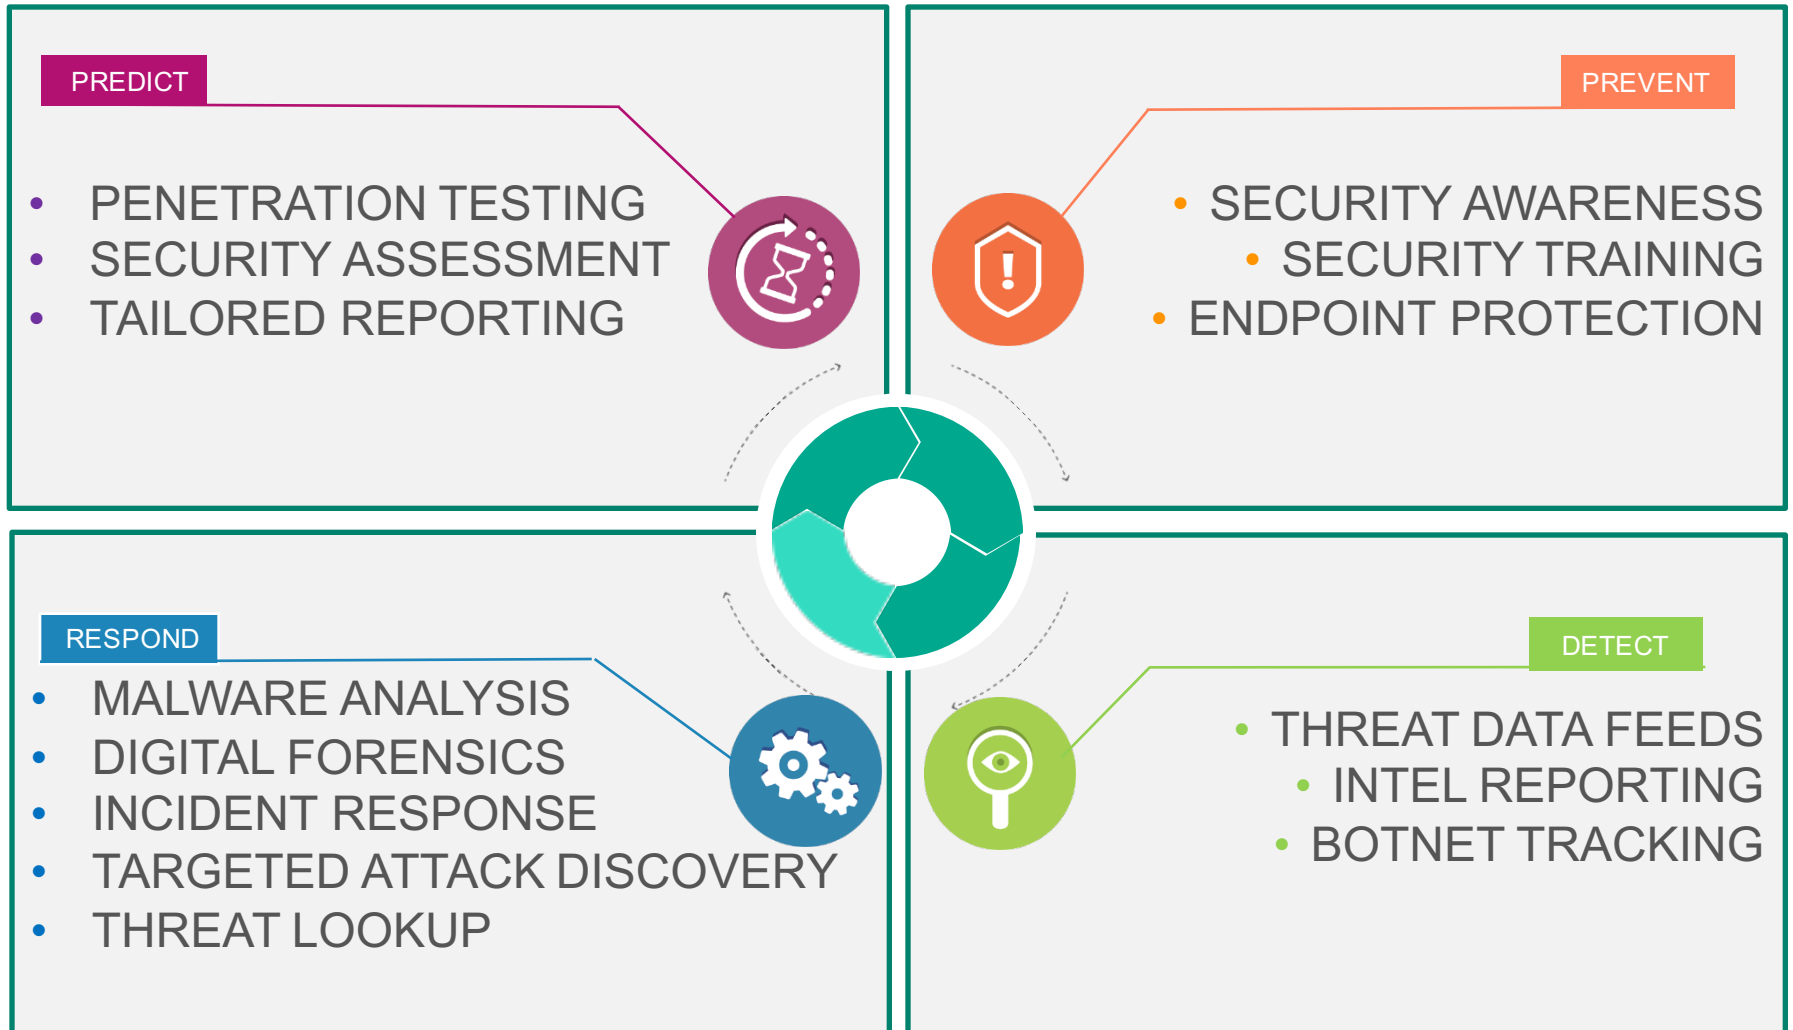 PREDICT
• PENETRATION TESTING
• SECURITY ASSESSMENT
• TAILORED REPORTING
PREVENT
• SECURITY AWARENESS
• SECURITY TRAINING
• ENDPOINT PROTECTION
RESPOND
• MALWARE ANALYSIS
• DIGITAL FORENSICS
• INCIDENT RESPONSE
• TARGETED ATTACK DISCOVERY
• THREAT LOOKUP
DETECT
• THREAT DATA FEEDS
• INTEL REPORTING
• BOTNET TRACKING